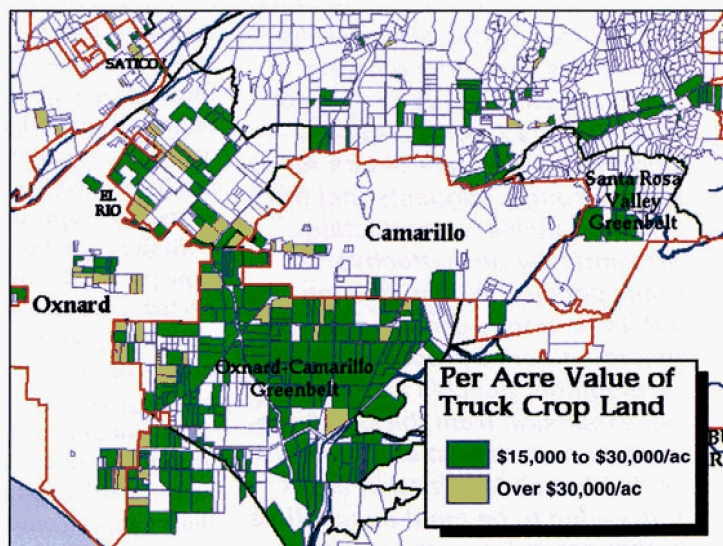 SATICOY
EL
RIO
Santa Rosa
Valley
Greenbelt
Camarillo
Oxnard
Oxnard-Camarillo
Greenbelt
Per Acre Value of
Truck Crop Land
$15,000 to $30,000/ac
Over $30,000/ac